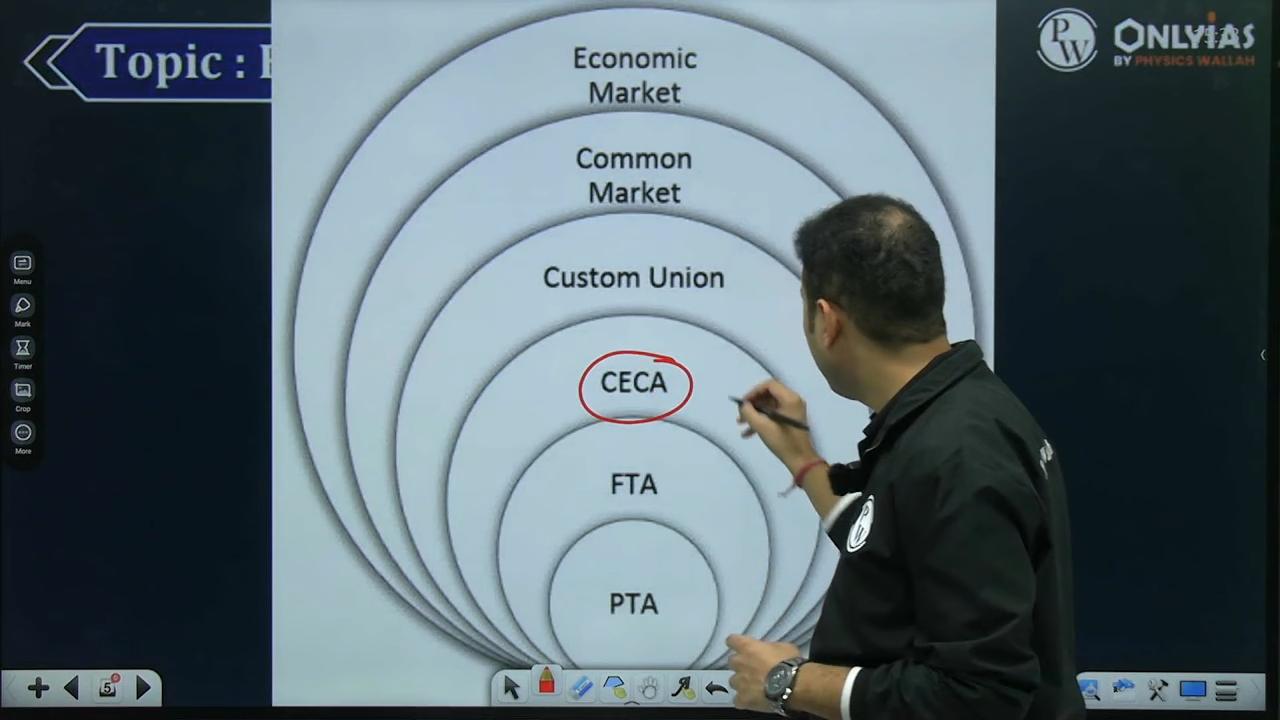 Topic :
PW
ONLYIAS
BY PHYSICS WALLAH
Economic
Market
Common
Market
Custom Union
CECA
FTA
PTA
Menu
Mark
Timer
Crop
More
5